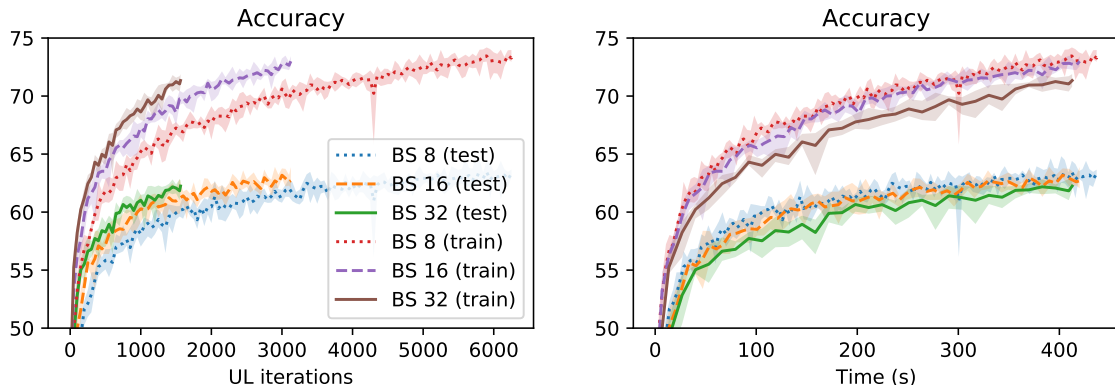 Accuracy
75
70
65
60
55
50
0 1000 2000 3000 4000 5000 6000
UL iterations
BS 8 (test)
BS 16 (test)
BS 32 (test)
BS 8 (train)
BS 16 (train)
BS 32 (train)
Accuracy
75
70
65
60
55
50
0 100 200 300 400
Time (s)